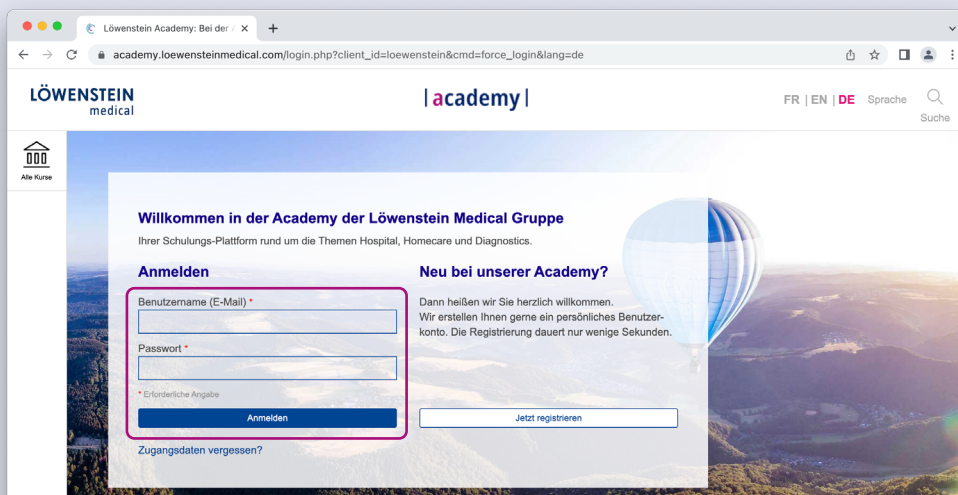 Löwenstein Academy: Bei der
academy.loewensteinmedical.com/login.php?client_id=loewenstein&cmd=force_login&lang=de
LÖWENSTEIN
medical
|academy|
FR | EN | DE Sprache
Suche
Alle Kurse
Willkommen in der Academy der Löwenstein Medical Gruppe
Ihrer Schulungs-Plattform rund um die Themen Hospital, Homecare und Diagnostics.
Anmelden
Benutzername (E-Mail) *
Passwort *
* Erforderliche Angabe
Anmelden
Zugangsdaten vergessen?
Neu bei unserer Academy?
Dann heißen wir Sie herzlich willkommen.
Wir erstellen Ihnen gerne ein persönliches Benutzer-
konto. Die Registrierung dauert nur wenige Sekunden.
Jetzt registrieren